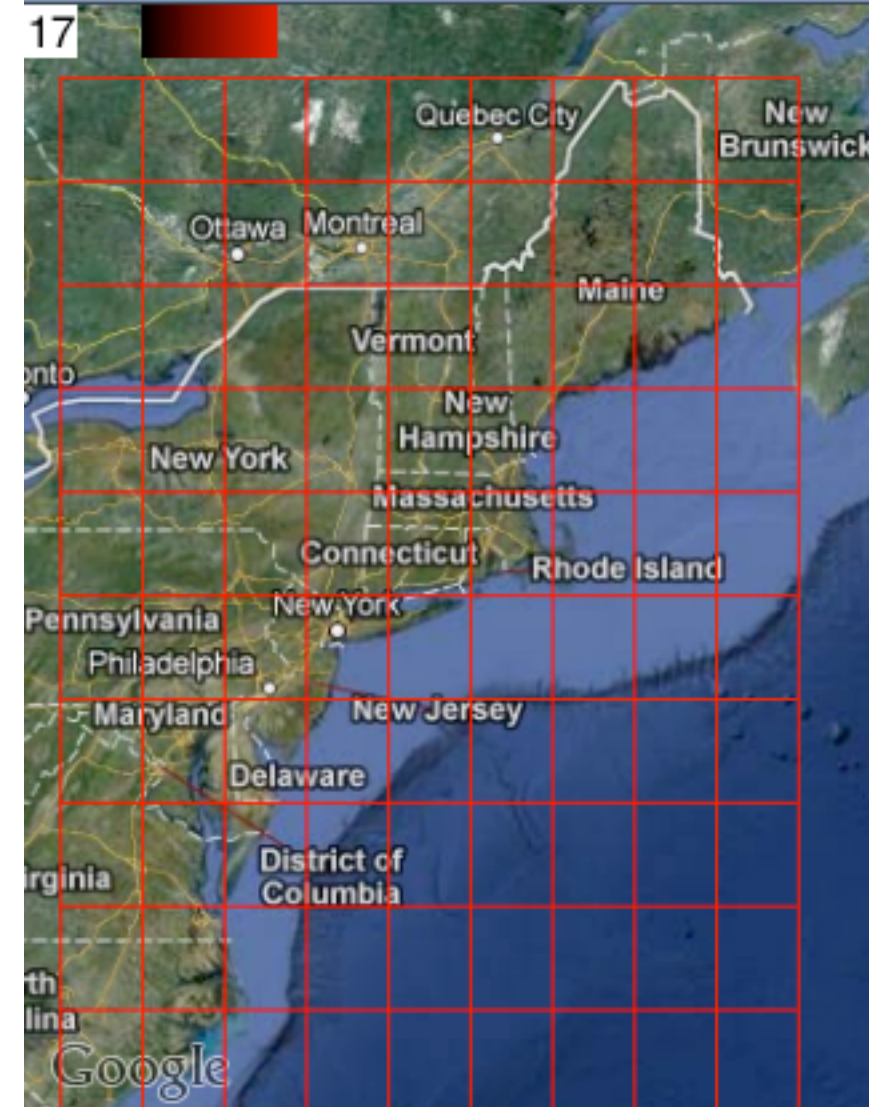 17
Quebec City
New
Brunswick
Ottawa
Montreal
Maine
Vermont
onto
New
Hampshire
New York
Massachusetts
Connecticut
Rhode Island
New York
Pennsylvania
Philadelphia
Maryland
New Jersey
Delaware
District of
Columbia
irginia
th
lina
Google